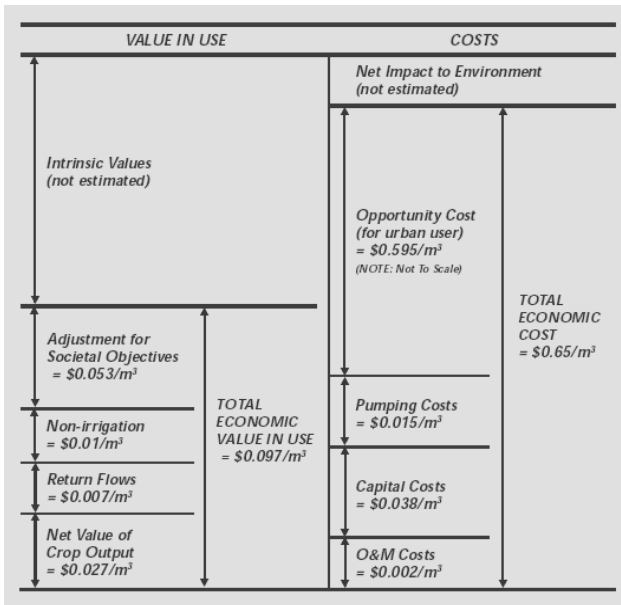 VALUE IN USE
COSTS
Intrinsic Values
(not estimated)
Adjustment for
Societal Objectives
= $0.053/m³
Non-irrigation
= $0.01/m³
Return Flows
= $0.007/m³
Net Value of
Crop Output
= $0.027/m³
TOTAL
ECONOMIC
VALUE IN USE
= $0.097/m³
Net Impact to Environment
(not estimated)
Opportunity Cost
(for urban user)
= $0.595/m³
(NOTE: Not To Scale)
Pumping Costs
= $0.015/m³
Capital Costs
= $0.038/m³
O&M Costs
= $0.002/m³
TOTAL
ECONOMIC
COST
= $0.65/m³